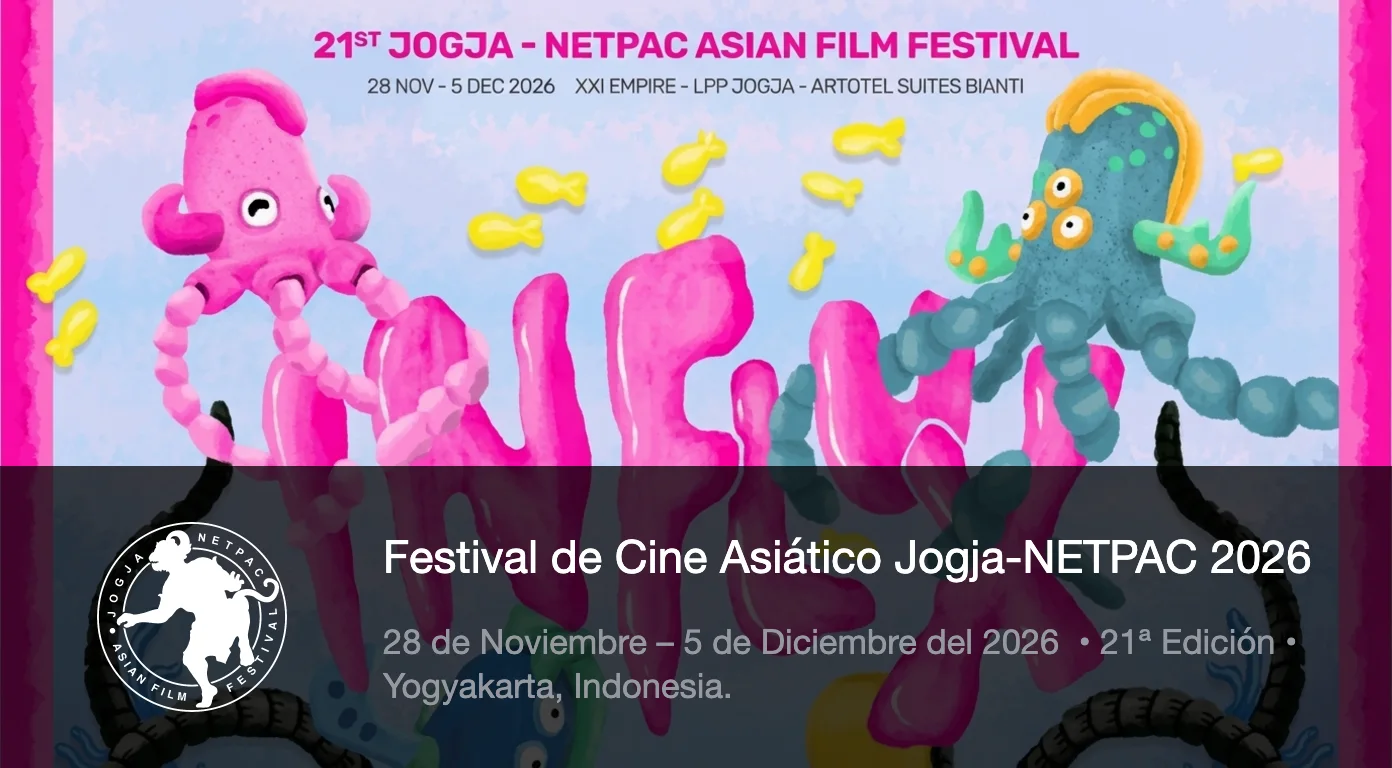 21ST JOGJA - NETPAC ASIAN FILM FESTIVAL
28 NOV - 5 DEC 2026 XXI EMPIRE - LPP JOGJA - ARTOTEL SUITES BIANTI
INFLUX
JOGJA NETPAC
• ASIAN FILM FESTIVAL
Festival de Cine Asiático Jogja-NETPAC 2026
28 de Noviembre – 5 de Diciembre del 2026 • 21ª Edición •
Yogyakarta, Indonesia.